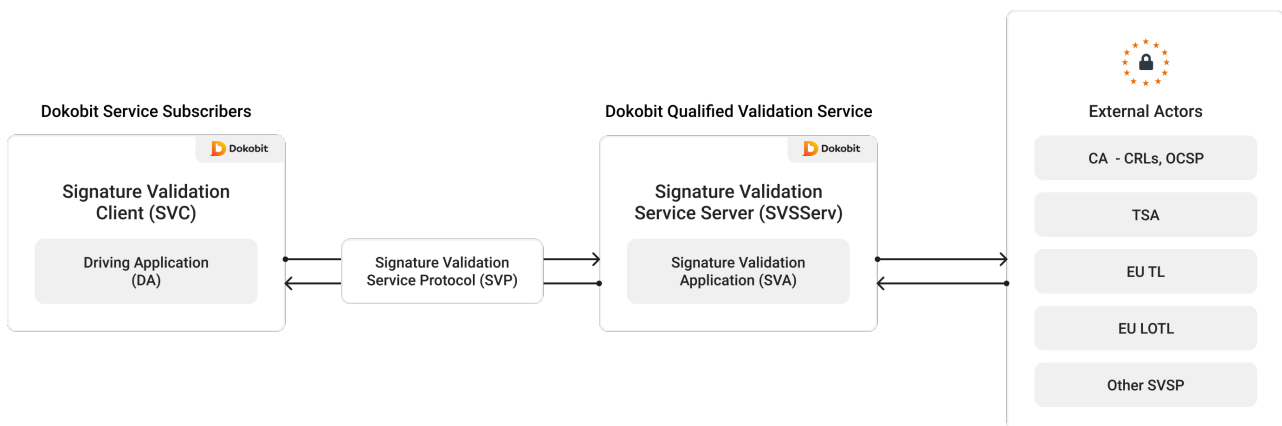 Dokobit Service Subscribers
Dokobit
Signature Validation
Client (SVC)
Driving Application
(DA)
Signature Validation
Service Protocol (SVP)
Dokobit Qualified Validation Service
Dokobit
Signature Validation
Service Server (SVSServ)
Signature Validation
Application (SVA)
External Actors
CA - CRLs, OCSP
TSA
EU TL
EU LOTL
Other SVSP